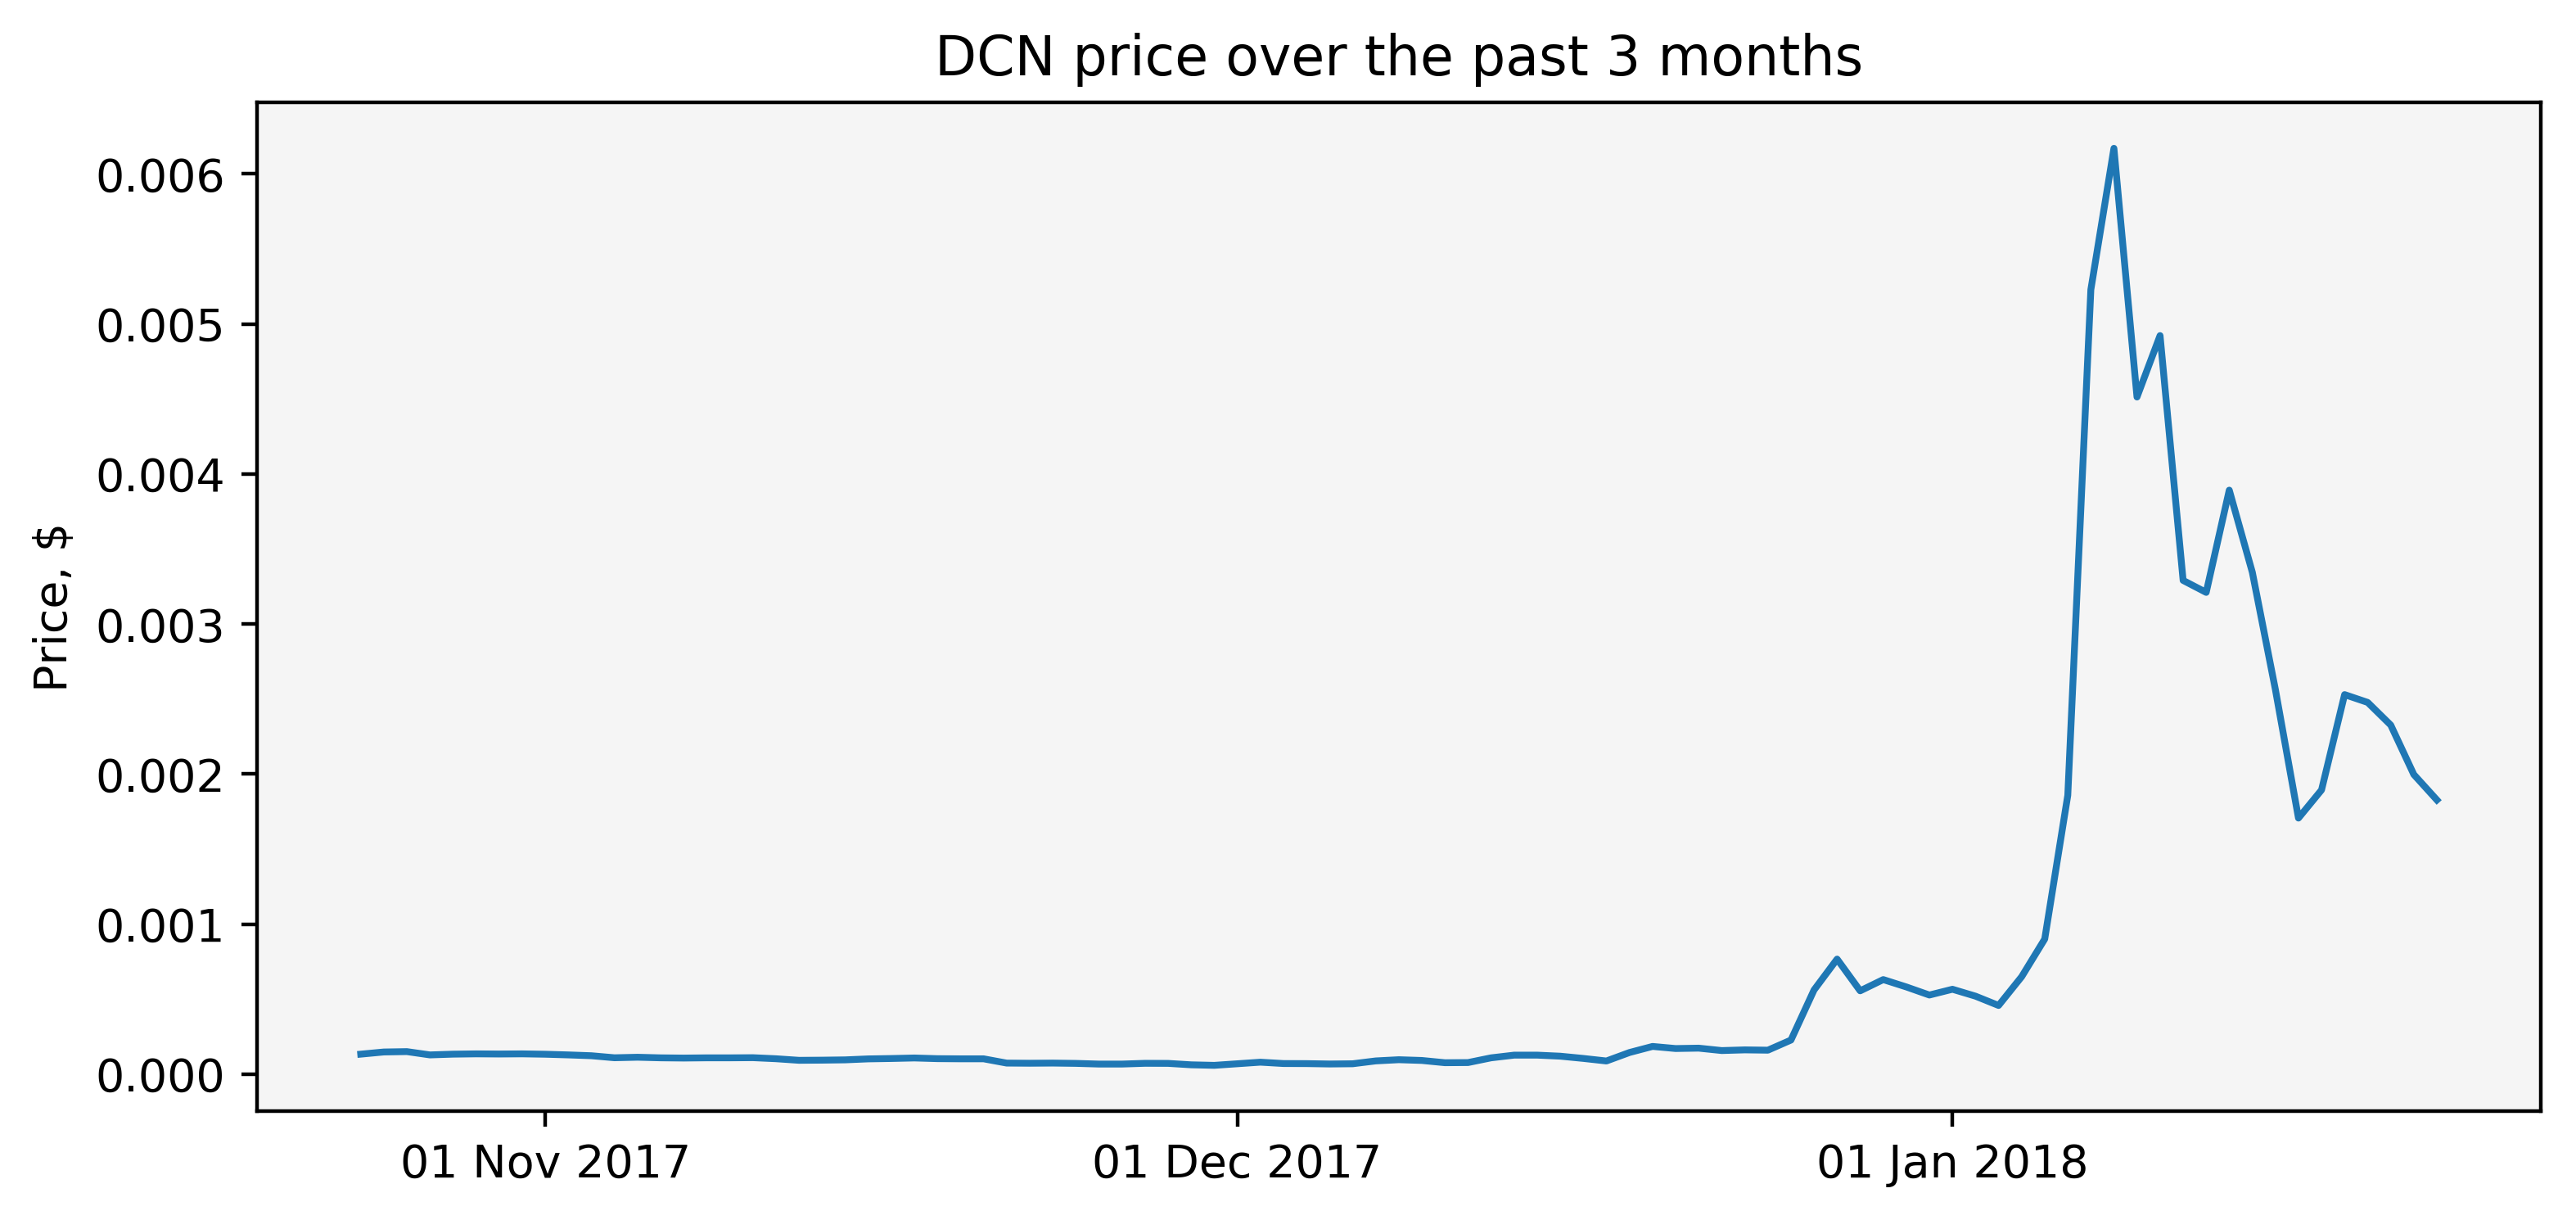 DCN price over the past 3 months
Price, $
0.006
0.005
0.004
0.003
0.002
0.001
0.000
01 Nov 2017
01 Dec 2017
01 Jan 2018